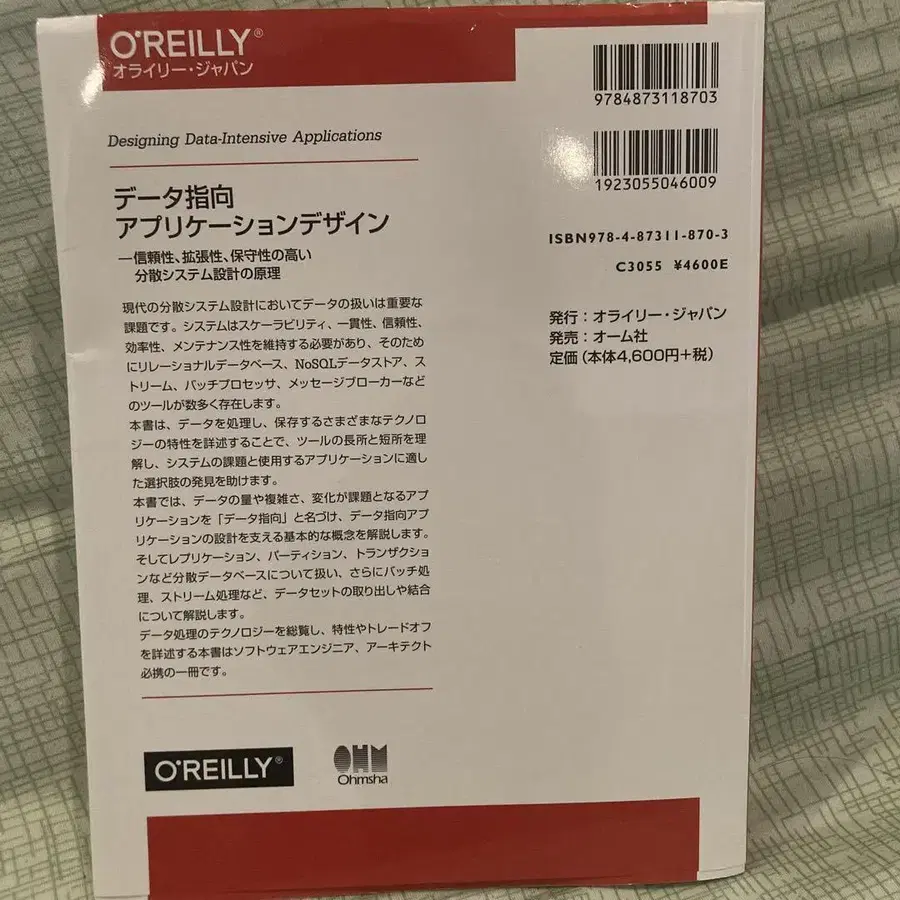 O'REILLY®
オライリー・ジャパン
Designing Data-Intensive Applications
データ指向
アプリケーションデザイン
―信頼性、拡張性、保守性の高い
分散システム設計の原理
現代の分散システム設計においてデータの扱いは重要な
課題です。システムはスケーラビリティ、一貫性、信頼性、
効率性、メンテナンス性を維持する必要があり、そのため
にリレーショナルデータベース、NoSQLデータストア、ス
トリーム、バッチプロセッサ、メッセージブローカーなど
のツールが数多く存在します。
本書は、データを処理し、保存するさまざまなテクノロ
ジーの特性を詳述することで、ツールの長所と短所を理
解し、システムの課題と使用するアプリケーションに適し
た選択肢の発見を助けます。
本書では、データの量や複雑さ、変化が課題となるアプ
リケーションを「データ指向」と名づけ、データ指向アプ
リケーションの設計を支える基本的な概念を解説します。
そしてレプリケーション、パーティション、トランザクショ
ンなど分散データベースについて扱い、さらにバッチ処
理、ストリーム処理など、データセットの取り出しや結合
について解説します。
データ処理のテクノロジーを総覧し、特性やトレードオフ
を詳述する本書はソフトウェアエンジニア、アーキテクト
必携の一冊です。
O'REILLY®
OHM
Ohmsha
9784873118703
1923055046009
ISBN978-4-87311-870-3
C3055 ¥4600E
発行：オライリー・ジャパン
発売：オーム社
定価（本体4,600円＋税）